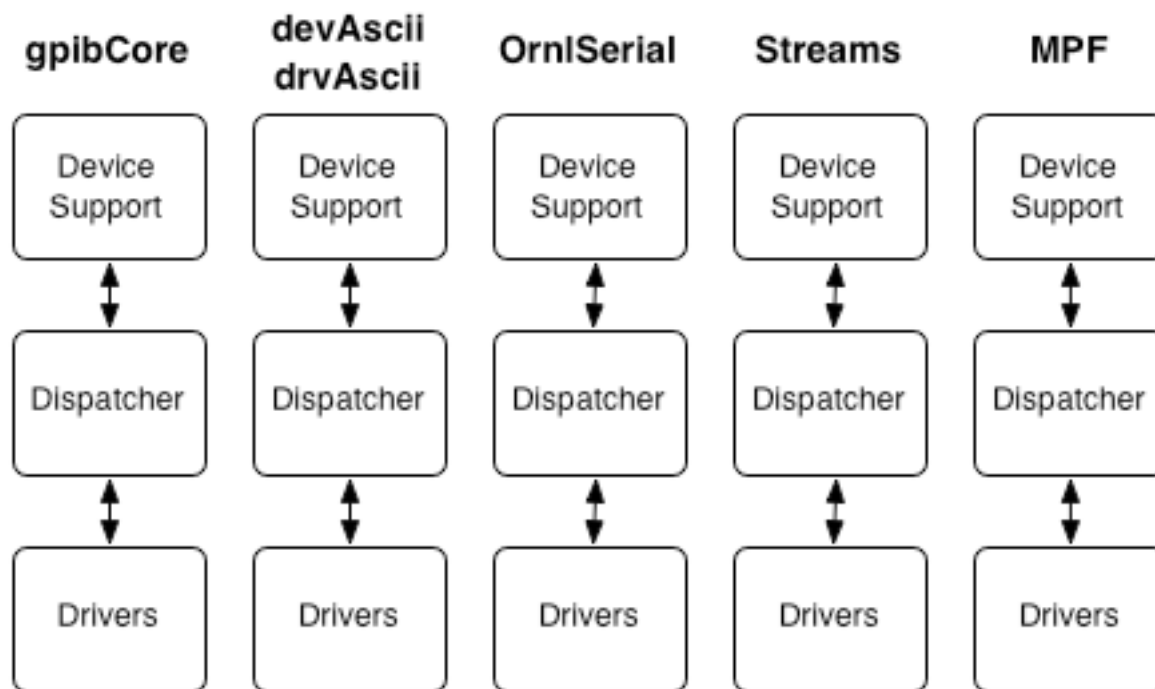 gpibCore
devAscii
drvAscii
OrnlSerial
Streams
MPF
Device
Support
Device
Support
Device
Support
Device
Support
Device
Support
Dispatcher
Dispatcher
Dispatcher
Dispatcher
Dispatcher
Drivers
Drivers
Drivers
Drivers
Drivers